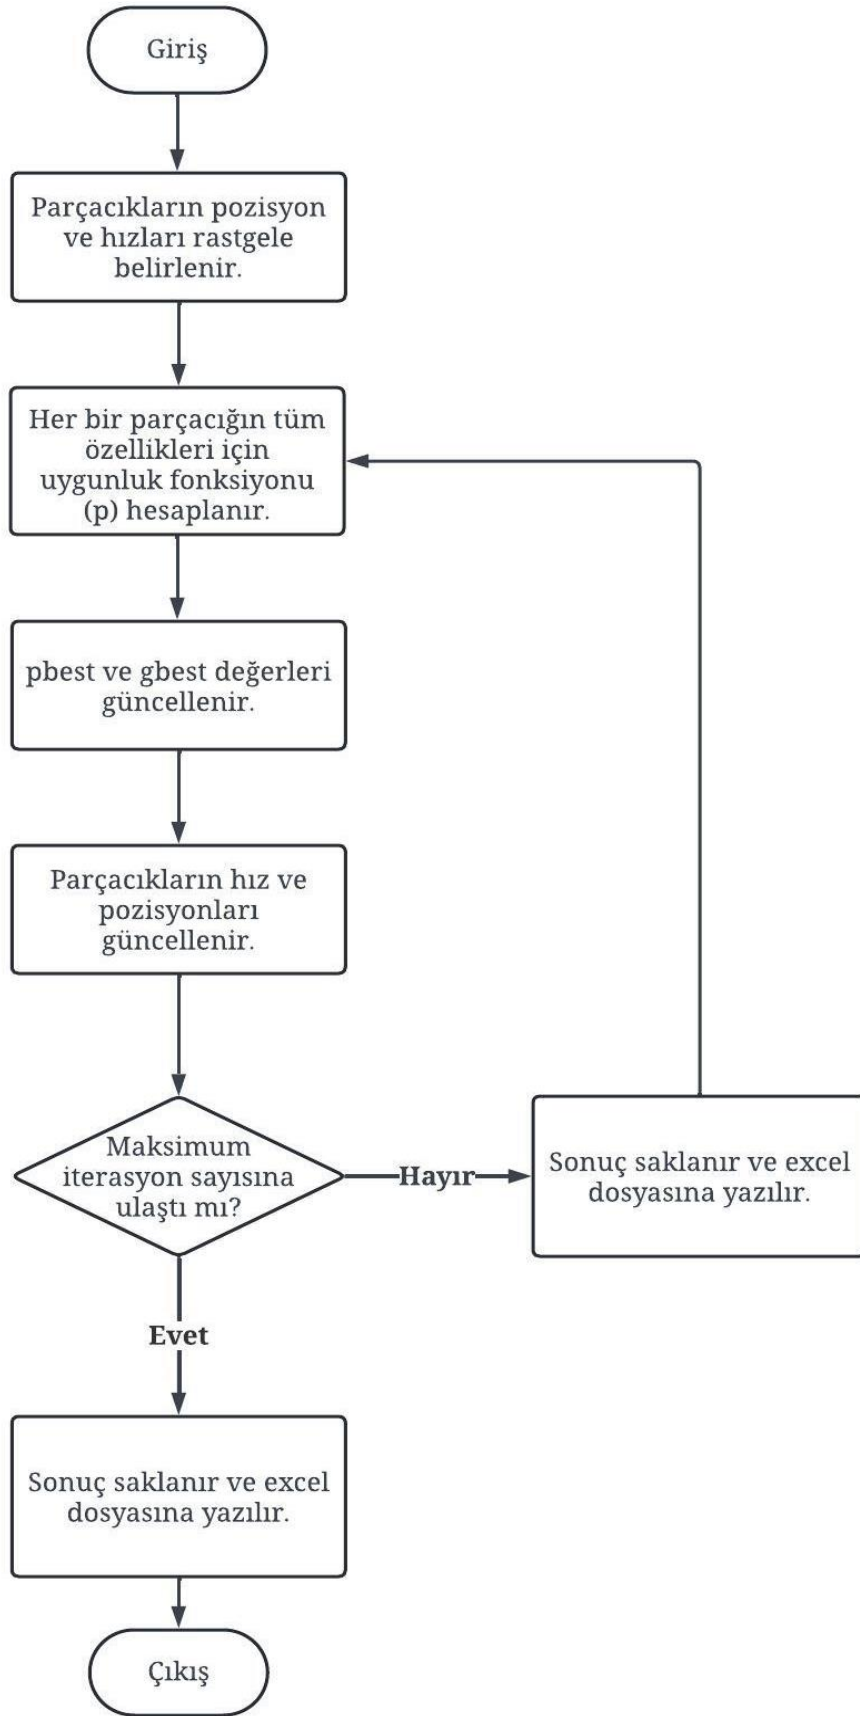 Giriş
Parçacıkların pozisyon
ve hızları rastgele
belirlenir.
Her bir parçacığın tüm
özellikleri için
uygunluk fonksiyonu
(p) hesaplanır.
pbest ve gbest değerleri
güncellenir.
Parçacıkların hız ve
pozisyonları
güncellenir.
Maksimum
iterasyon sayısına
ulaştı mı?
Hayır
Sonuç saklanır ve excel
dosyasına yazılır.
Evet
Sonuç saklanır ve excel
dosyasına yazılır.
Çıkış